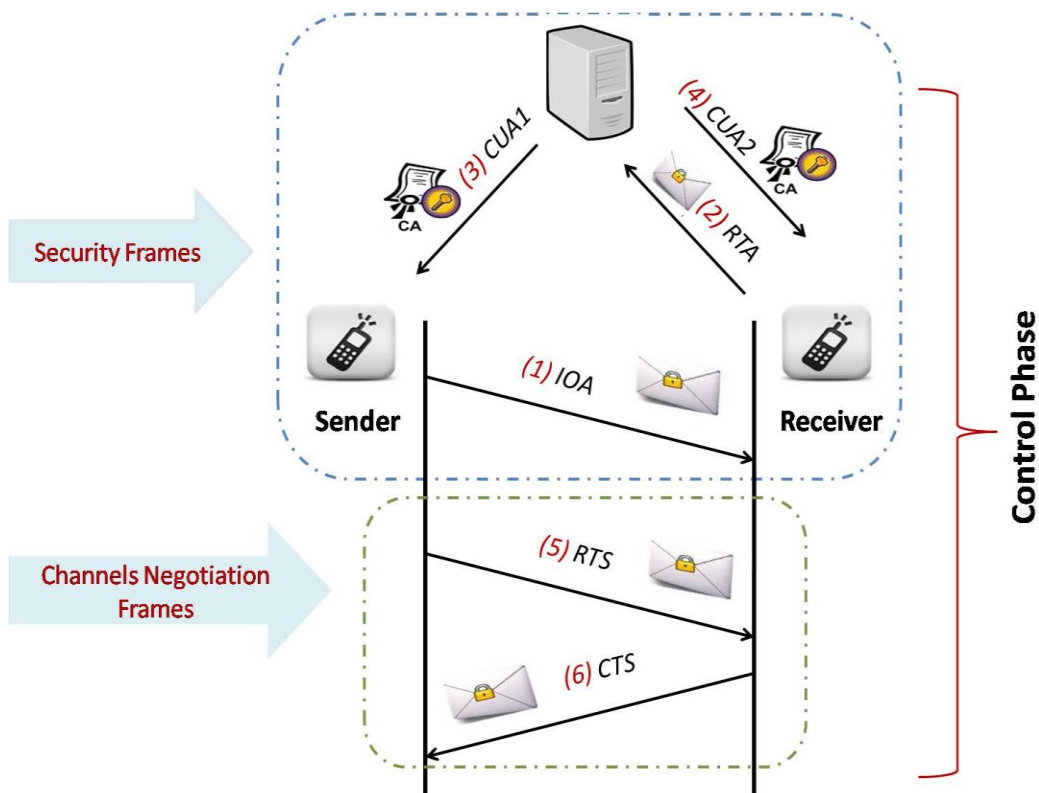 (3) CUA1
(4) CUA2
CA
CA
(2) RTA
Security Frames
(1) IOA
Sender
Receiver
Control Phase
(5) RTS
Channels Negotiation
Frames
(6) CTS